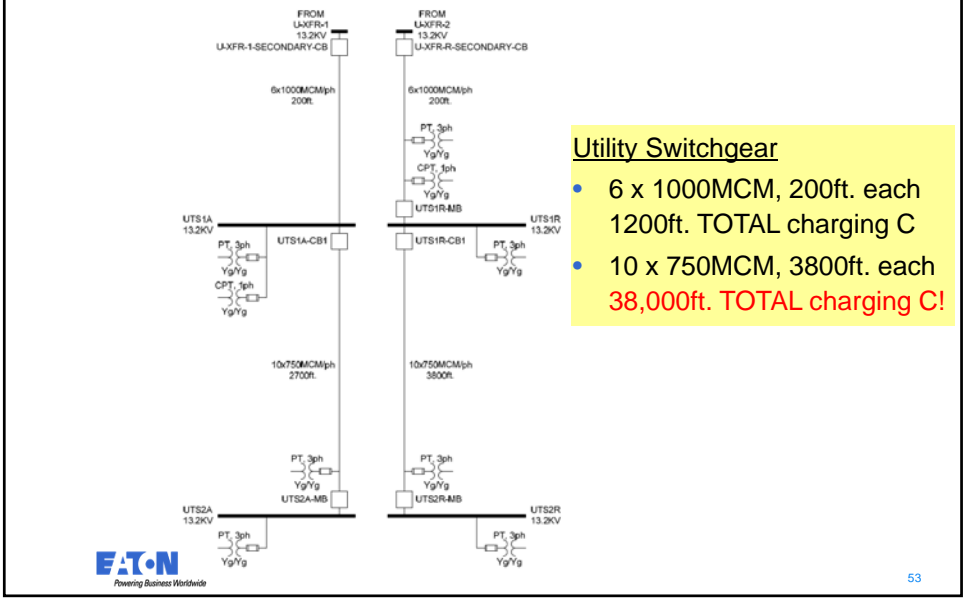 FROM
U-XFR-1
13.2KV
U-XFR-1-SECONDARY-CB
FROM
U-XFR-2
13.2KV
U-XFR-R-SECONDARY-CB
6x1000MCM/ph
200ft.
6x1000MCM/ph
200ft.
PT, 3ph
Yg/Yg
CPT, 1ph
Yg/Yg
UTS1R-MB
UTS1A
13.2KV
UTS1R
13.2KV
PT, 3ph
Yg/Yg
CPT, 1ph
Yg/Yg
UTS1A-CB1
UTS1R-CB1
PT, 3ph
Yg/Yg
10x750MCM/ph
2700ft.
10x750MCM/ph
3800ft.
PT, 3ph
Yg/Yg
UTS2A-MB
PT, 3ph
Yg/Yg
UTS2R-MB
UTS2A
13.2KV
UTS2R
13.2KV
PT, 3ph
Yg/Yg
PT, 3ph
Yg/Yg
Utility Switchgear
• 6 x 1000MCM, 200ft. each
1200ft. TOTAL charging C
• 10 x 750MCM, 3800ft. each
38,000ft. TOTAL charging C!
EATON
Powering Business Worldwide
53